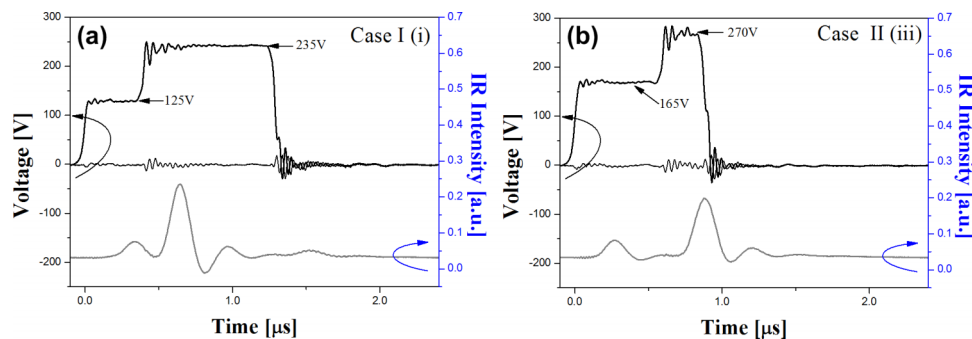 (a)
Case I (i)
Voltage [V]
300
200
100
0
-100
-200
235V
125V
0.7
0.6
0.5
0.4
0.3
0.2
0.1
0.0
IR Intensity [a.u.]
0.0
1.0
2.0
Time [μs]
(b)
Case II (iii)
Voltage [V]
300
200
100
0
-100
-200
270V
165V
0.7
0.6
0.5
0.4
0.3
0.2
0.1
0.0
IR Intensity [a.u.]
0.0
1.0
2.0
Time [μs]